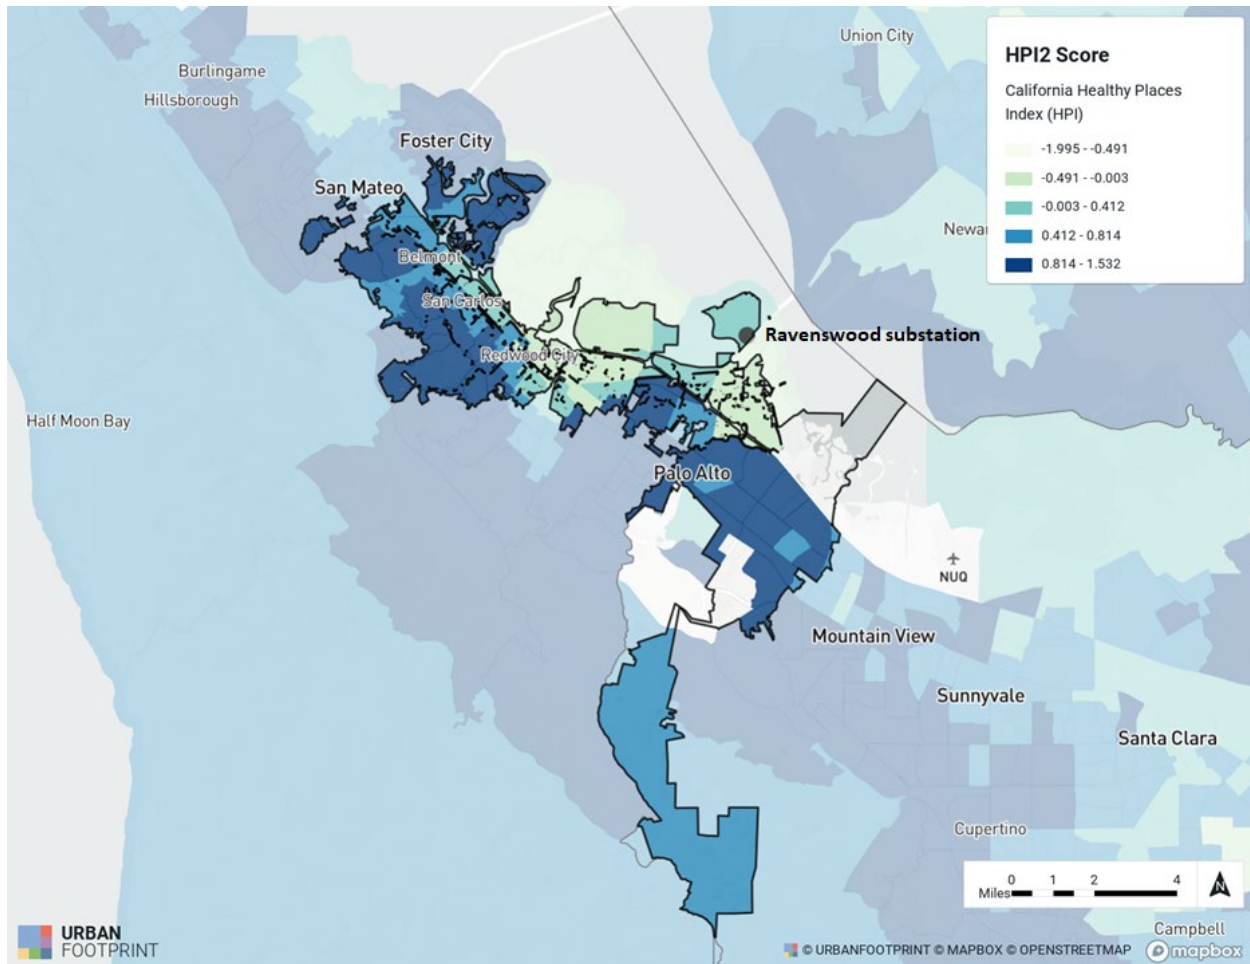 Union City
Burlingame
Hillsborough
Foster City
San Mateo
Belmont
San Carlos
Redwood City
Half Moon Bay
Newar
Ravenswood substation
Palo Alto
NUQ
Mountain View
Sunnyvale
Santa Clara
Cupertino
Campbell
HPI2 Score
California Healthy Places
Index (HPI)
-1.995 - -0.491
-0.491 - -0.003
-0.003 - 0.412
0.412 - 0.814
0.814 - 1.532
0 1 2 4
Miles
N
URBAN
FOOTPRINT
© URBANFOOTPRINT © MAPBOX © OPENSTREETMAP
mapbox